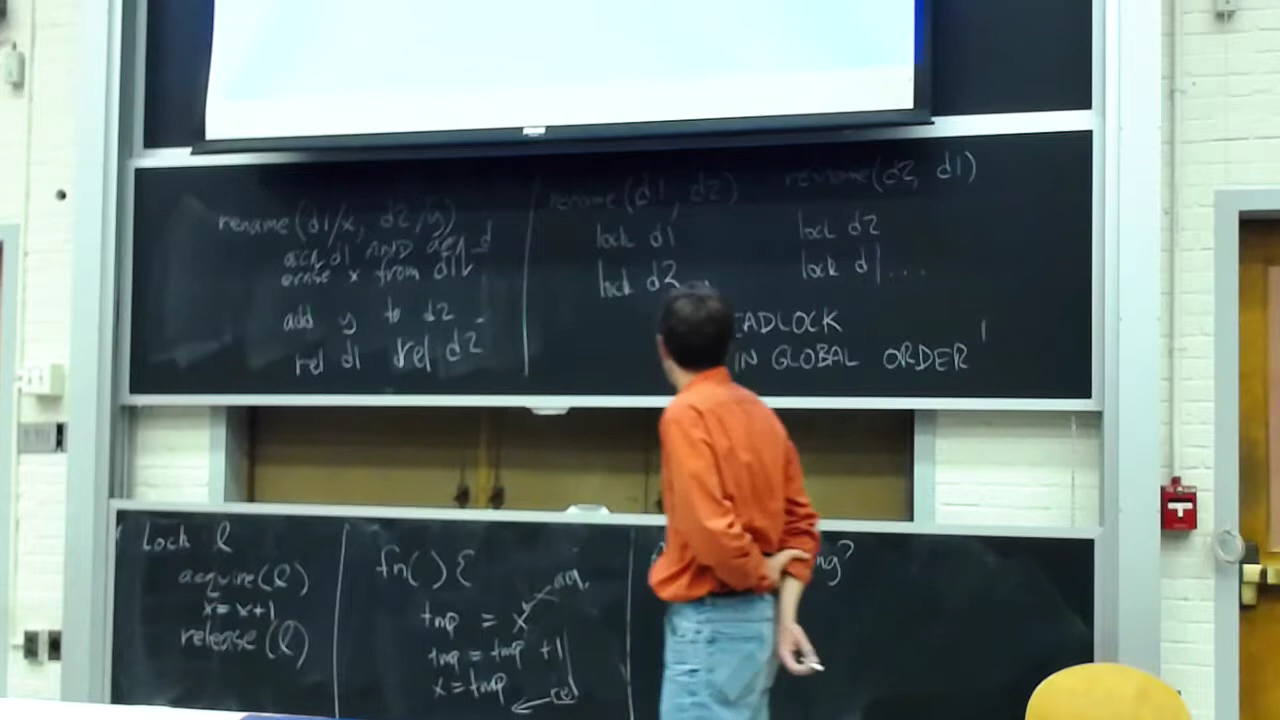 rename(d1/x, d2/y)
acq d1 AND acq d
erase x from d1
add y to d2
rel d1 rel d2
rename(d1, d2)
lock d1
lock d2...
rename(d2, d1)
lock d2
lock d1....
EADLOCK
IN GLOBAL ORDER
Lock l
acquire(l)
x=x+1
release(l)
fn() {
tmp = x acq.
tmp = tmp +1
x=tmp rel
ng?